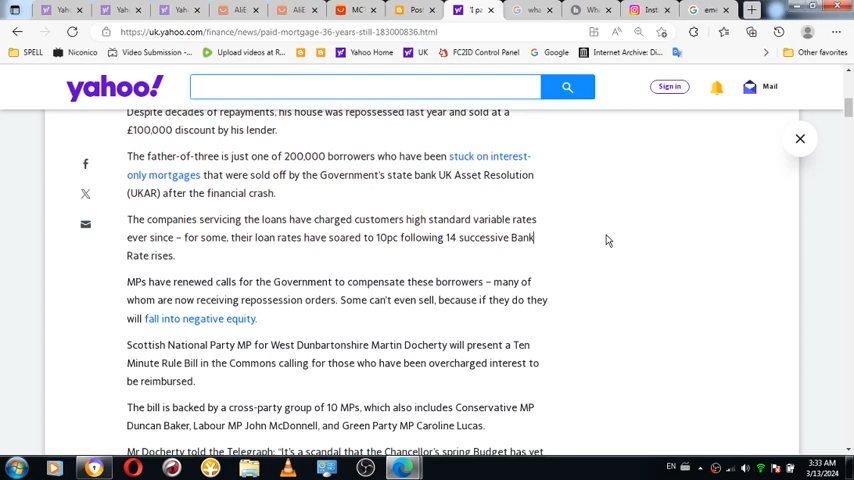 Yah
Yah
Yah
AliE
AliE
MC
Post
'I pa
wha
Wha
Inst
em
https://uk.yahoo.com/finance/news/paid-mortgage-36-years-still-183000836.html
SPELL
Niconico
Video Submission -...
Upload videos at R...
Yahoo Home
UK
FC2ID Control Panel
Google
Internet Archive: Di...
Other favorites
yahoo!
Sign in
Mail
Despite decades of repayments, his house was repossessed last year and sold at a
£100,000 discount by his lender.
The father-of-three is just one of 200,000 borrowers who have been stuck on interest-
only mortgages that were sold off by the Government's state bank UK Asset Resolution
(UKAR) after the financial crash.
The companies servicing the loans have charged customers high standard variable rates
ever since – for some, their loan rates have soared to 10pc following 14 successive Bank
Rate rises.
MPs have renewed calls for the Government to compensate these borrowers – many of
whom are now receiving repossession orders. Some can't even sell, because if they do they
will fall into negative equity.
Scottish National Party MP for West Dunbartonshire Martin Docherty will present a Ten
Minute Rule Bill in the Commons calling for those who have been overcharged interest to
be reimbursed.
The bill is backed by a cross-party group of 10 MPs, which also includes Conservative MP
Duncan Baker, Labour MP John McDonnell, and Green Party MP Caroline Lucas.
Mr Docherty told the Telegraph: "It's a scandal that the Chancellor's spring Budget has yet
EN
3:33 AM
3/13/2024